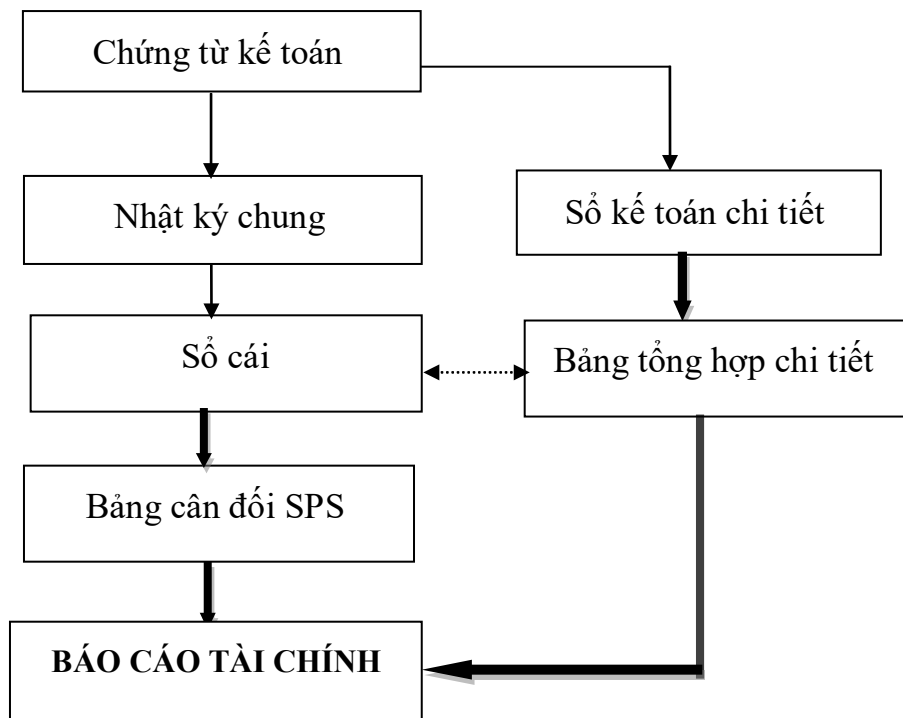 Chứng từ kế toán
Nhật ký chung
Sổ kế toán chi tiết
Sổ cái
Bảng tổng hợp chi tiết
Bảng cân đối SPS
BÁO CÁO TÀI CHÍNH